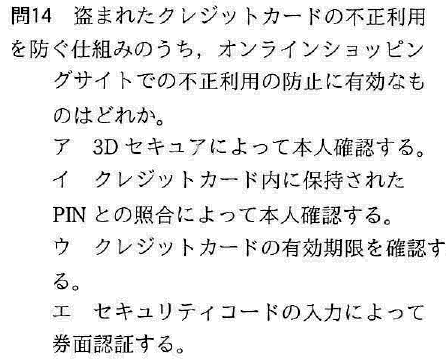 問14 盗まれたクレジットカードの不正利用
を防ぐ仕組みのうち，オンラインショッピン
グサイトでの不正利用の防止に有効なも
のはどれか。
ア 3D セキュアによって本人確認する。
イ クレジットカード内に保持された
PIN との照合によって本人確認する。
ウ クレジットカードの有効期限を確認す
る。
エ セキュリティコードの入力によって
券面認証する。